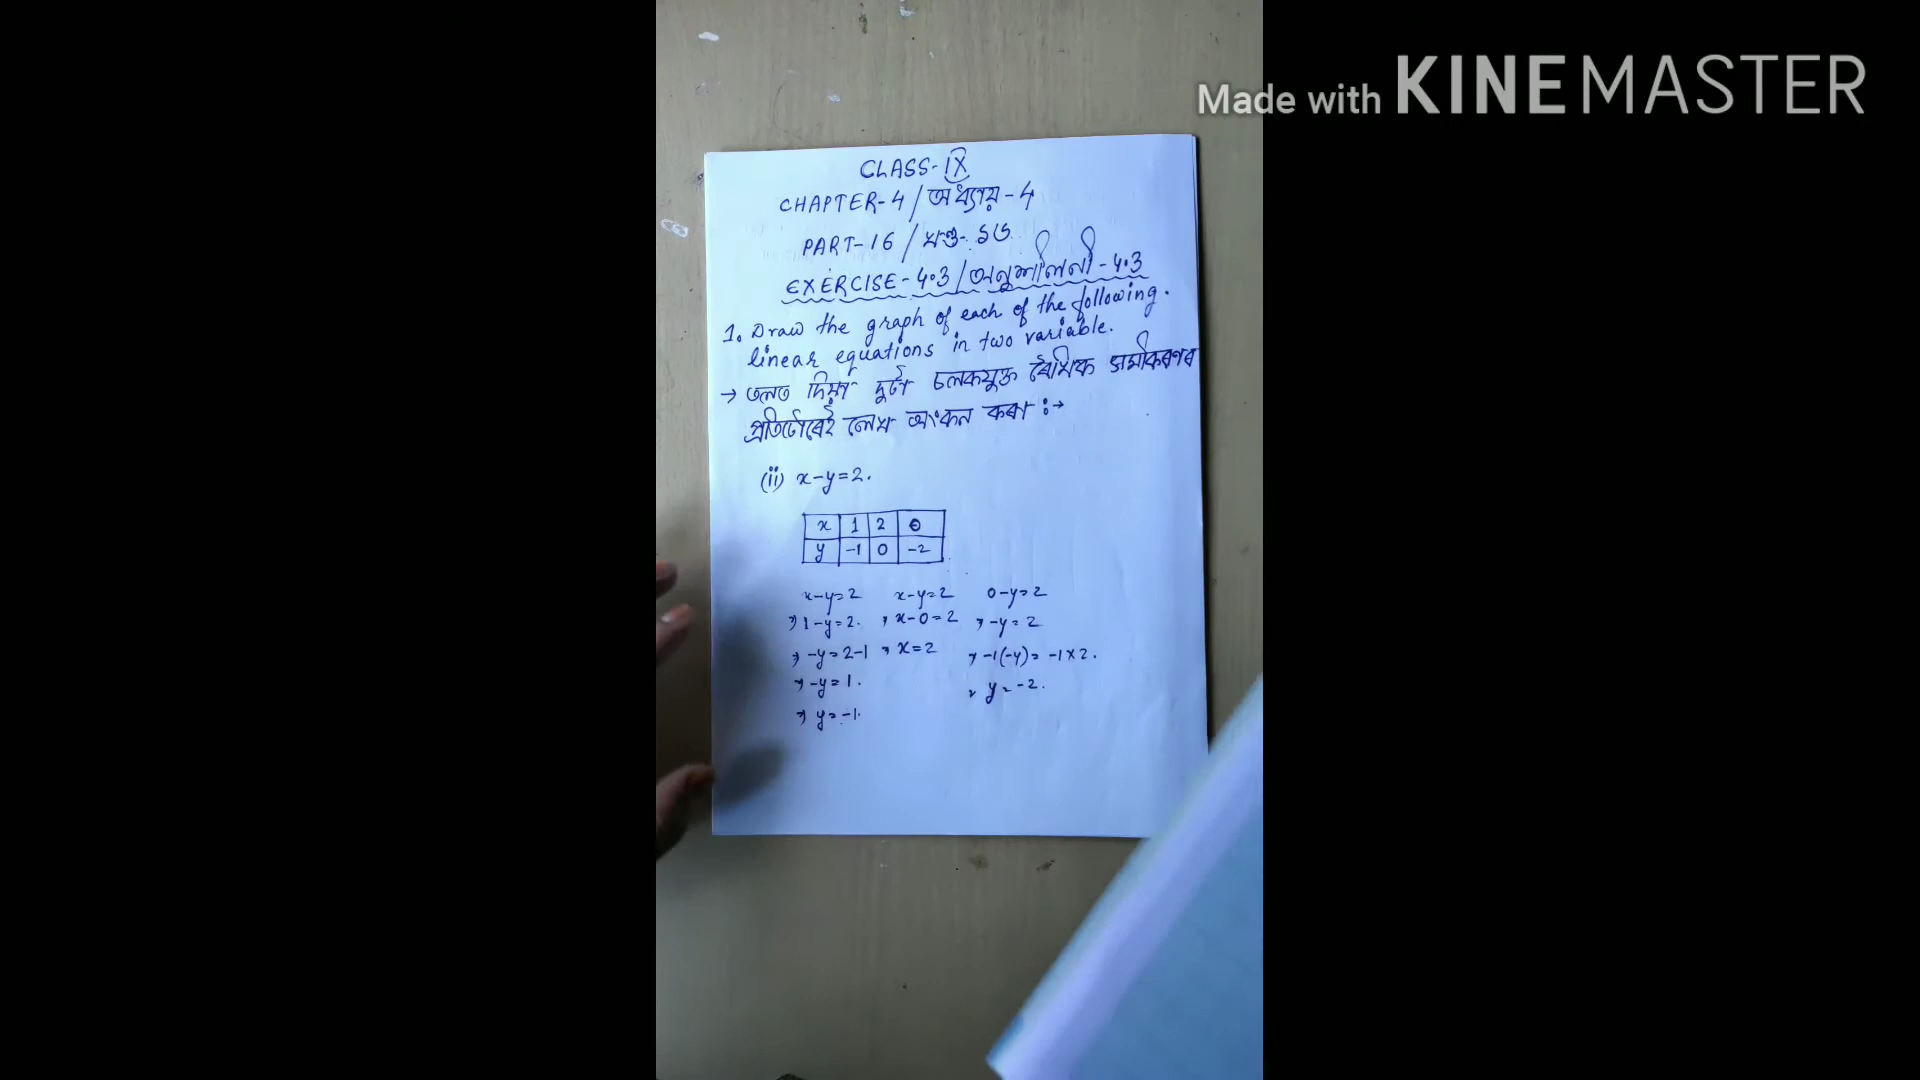 Made with KINEMASTER
CLASS-IX
CHAPTER-4 / অধ্যায়-4
PART-16 / খণ্ড-১৬
EXERCISE-4.3 / অনুশীলনী-4.3
1. Draw the graph of each of the following.
linear equations in two variable.
→ তলত দিয়া দুটা চলকযুক্ত ৰৈখিক সমীকৰণৰ
প্ৰতিটোৰেই লেখ অংকন কৰা :→
(ii) x-y=2.
x 1 2 0
y -1 0 -2
x-y=2 x-y=2 0-y=2
⇒ 1-y=2. ⇒ x-0=2 ⇒ -y=2
⇒ -y=2-1 ⇒ x=2 ⇒ -1(-y)= -1×2.
⇒ -y=1. ⇒ y=-2.
⇒ y=-1.